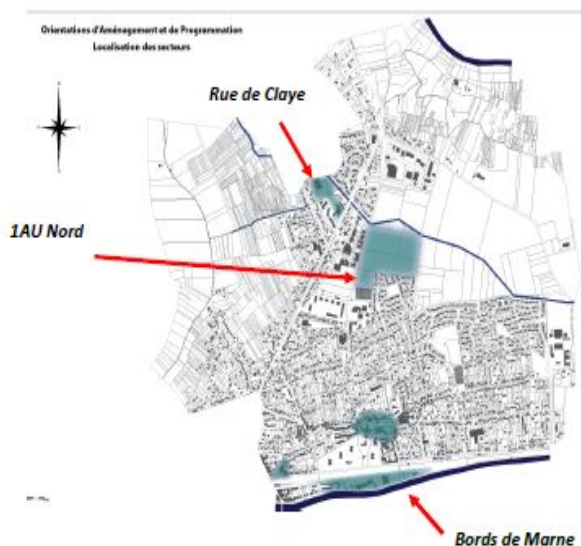 Orientations d'Aménagement et de Programmation
Localisation des secteurs
Rue de Claye
1AU Nord
Bords de Marne